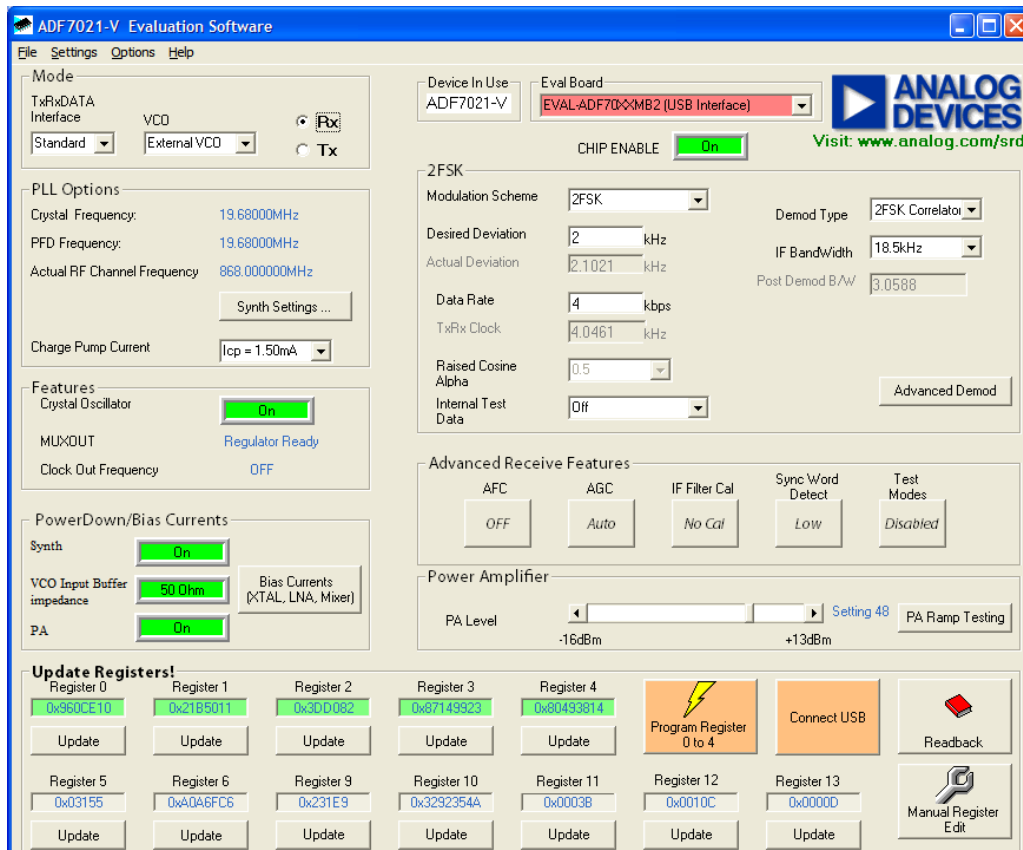 ADF7021-V Evaluation Software
File Settings Options Help
Mode
TxRxDATA
Interface
VCO
Standard
External VCO
Rx
Tx
Device In Use
ADF7021-V
Eval Board
EVAL-ADF70XXMB2 (USB Interface)
ANALOG
DEVICES
Visit: www.analog.com/srd
CHIP ENABLE
On
PLL Options
Crystal Frequency: 19.68000MHz
PFD Frequency: 19.68000MHz
Actual RF Channel Frequency 868.000000MHz
Synth Settings ...
Charge Pump Current Icp = 1.50mA
2FSK
Modulation Scheme 2FSK
Desired Deviation 2 kHz
Actual Deviation 2.1021 kHz
Data Rate 4 kbps
TxRx Clock 4.0461 kHz
Raised Cosine
Alpha
0.5
Internal Test
Data
Off
Demod Type 2FSK Correlator
IF BandWidth 18.5kHz
Post Demod B/W 3.0588
Advanced Demod
Features
Crystal Oscillator On
MUXOUT Regulator Ready
Clock Out Frequency OFF
Advanced Receive Features
AFC AGC IF Filter Cal Sync Word Detect Test Modes
OFF Auto No Cal Low Disabled
PowerDown/Bias Currents
Synth On
VCO Input Buffer
impedance
50 Ohm
PA On
Bias Currents
(XTAL, LNA, Mixer)
Power Amplifier
PA Level
Setting 48
-16dBm +13dBm
PA Ramp Testing
Update Registers!
Register 0 Register 1 Register 2 Register 3 Register 4
0x960CE10 0x21B5011 0x3DD082 0x87149923 0x80493814
Update Update Update Update Update
Program Register
0 to 4
Connect USB
Readback
Register 5 Register 6 Register 9 Register 10 Register 11 Register 12 Register 13
0x03155 0xA0A6FC6 0x231E9 0x3292354A 0x0003B 0x0010C 0x0000D
Update Update Update Update Update Update Update
Manual Register
Edit